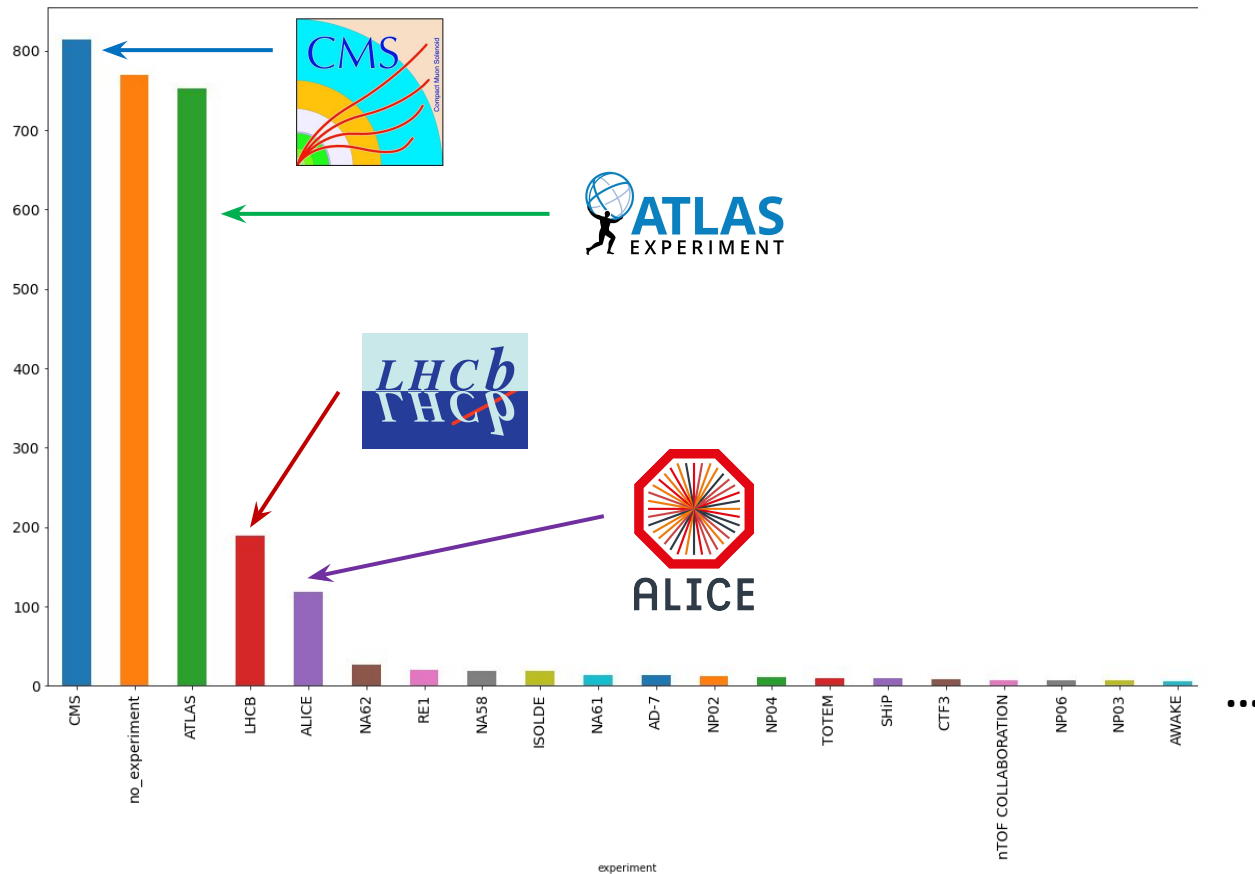 800
700
600
500
400
300
200
100
0
CMS
Compact Muon Solenoid
ATLAS
EXPERIMENT
LHCb
LHCb
ALICE
CMS
no_experiment
ATLAS
LHCB
ALICE
NA62
RE1
NA58
ISOLDE
NA61
AD-7
NP02
NP04
TOTEM
SHiP
CTF3
nTOF COLLABORATION
NP06
NP03
AWAKE
...
experiment